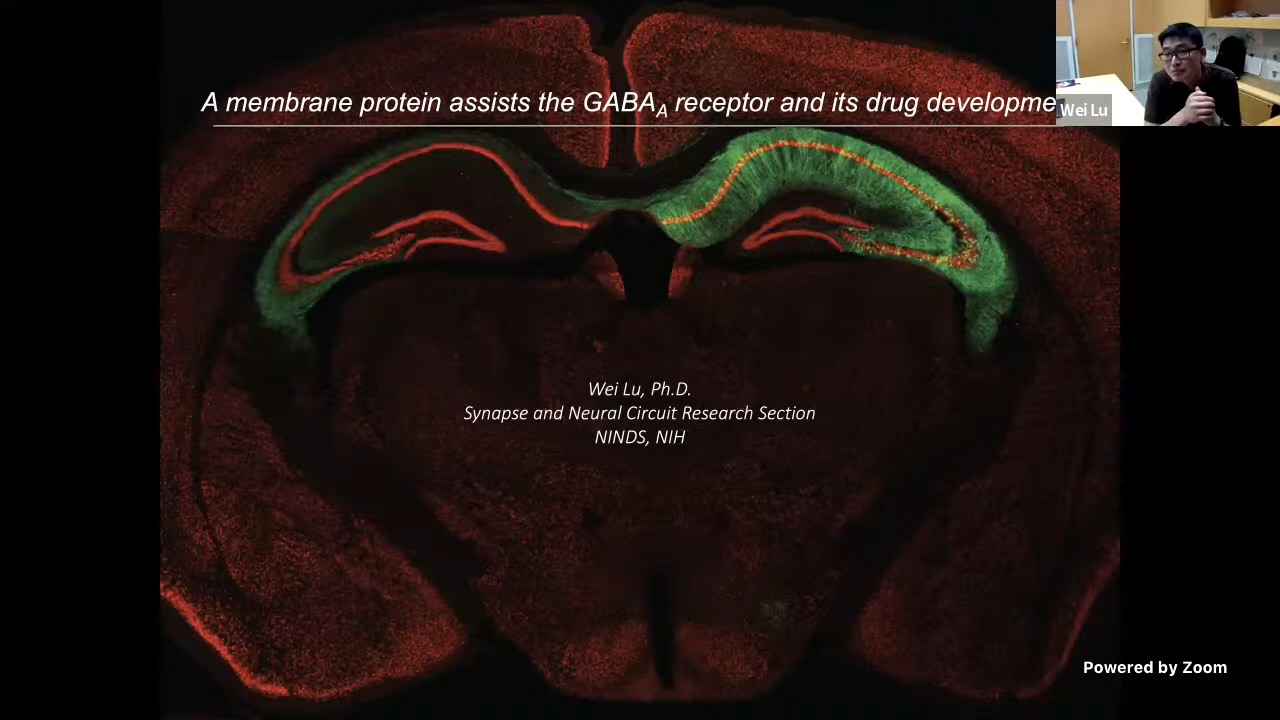 A membrane protein assists the GABAA receptor and its drug developme
Wei Lu
Wei Lu, Ph.D.
Synapse and Neural Circuit Research Section
NINDS, NIH
Powered by Zoom